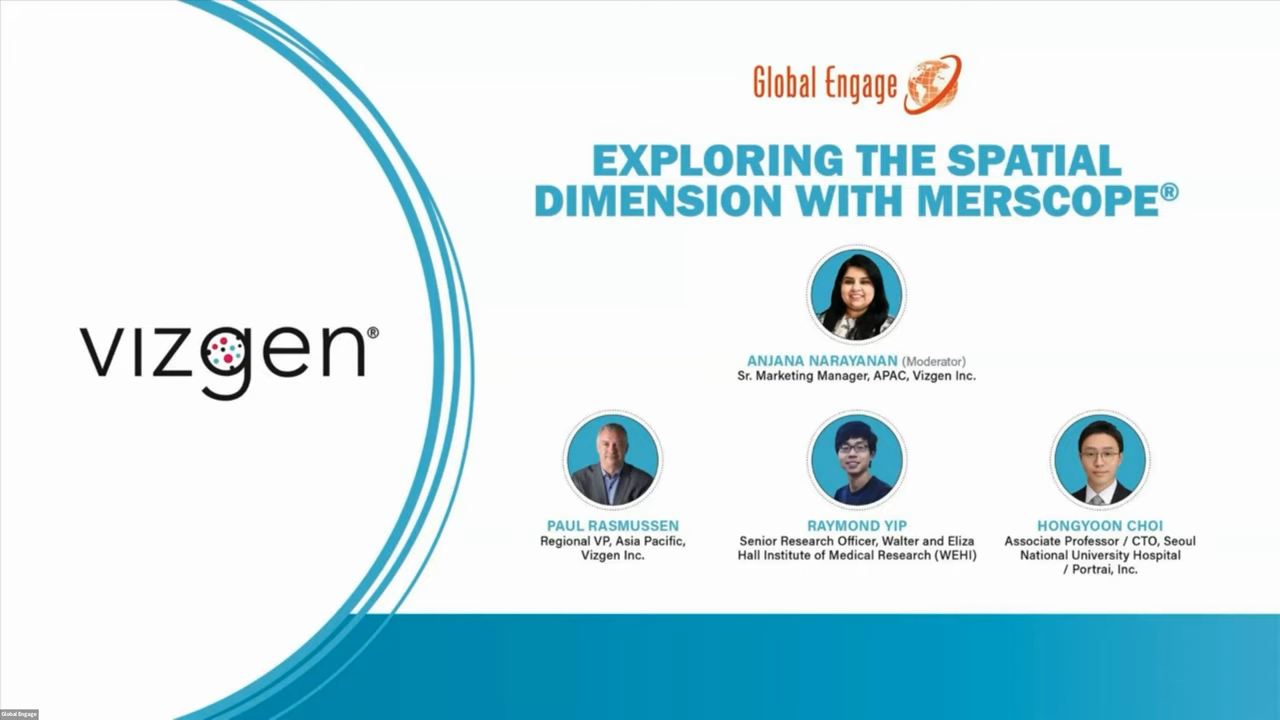 Global Engage
EXPLORING THE SPATIAL
DIMENSION WITH MERSCOPE®
vizgen®
ANJANA NARAYANAN (Moderator)
Sr. Marketing Manager, APAC, Vizgen Inc.
PAUL RASMUSSEN
Regional VP, Asia Pacific,
Vizgen Inc.
RAYMOND YIP
Senior Research Officer, Walter and Eliza
Hall Institute of Medical Research (WEHI)
HONGYOON CHOI
Associate Professor / CTO, Seoul
National University Hospital
/ Portrai, Inc.
Global Engage